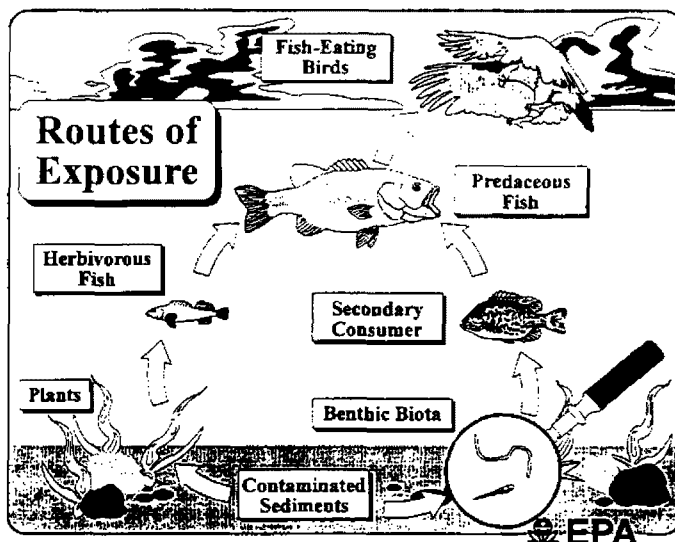 Fish-Eating
Birds
Routes of
Exposure
Predaceous
Fish
Herbivorous
Fish
Secondary
Consumer
Plants
Benthic Biota
Contaminated
Sediments
EPA